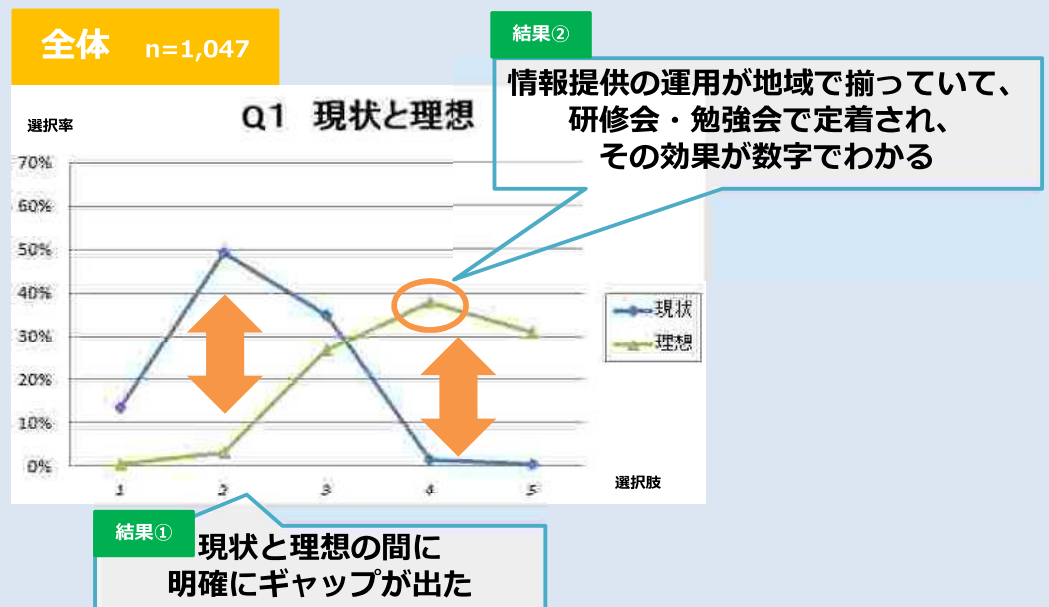 全体 n=1,047
結果②
情報提供の運用が地域で揃っていて、
研修会・勉強会で定着され、
その効果が数字でわかる
選択率
Q1 現状と理想
70%
60%
50%
40%
30%
20%
10%
0%
1 2 3 4 5
選択肢
現状
理想
結果①
現状と理想の間に
明確にギャップが出た